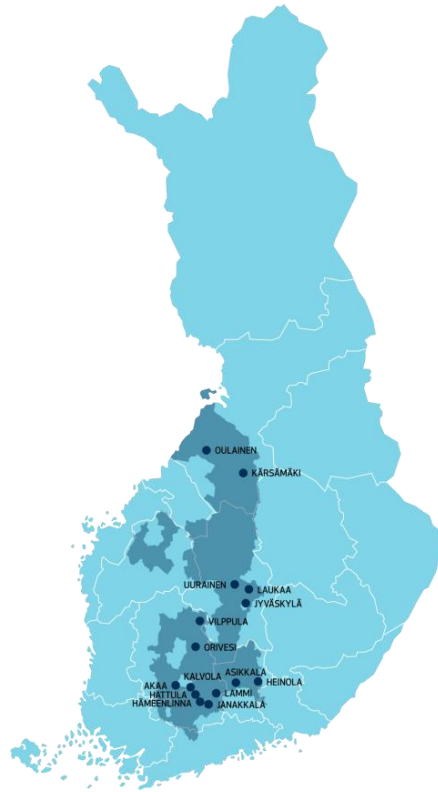 OULAINEN
KÄRSÄMÄKI
UURAINEN
LAUKAA
JYVÄSKYLÄ
VILPPULA
ORIVESI
ASIKKALA
KALVOLA
HEINOLA
AKAA
HATTULA
LAMMI
HÄMEENLINNA
JANAKKALA